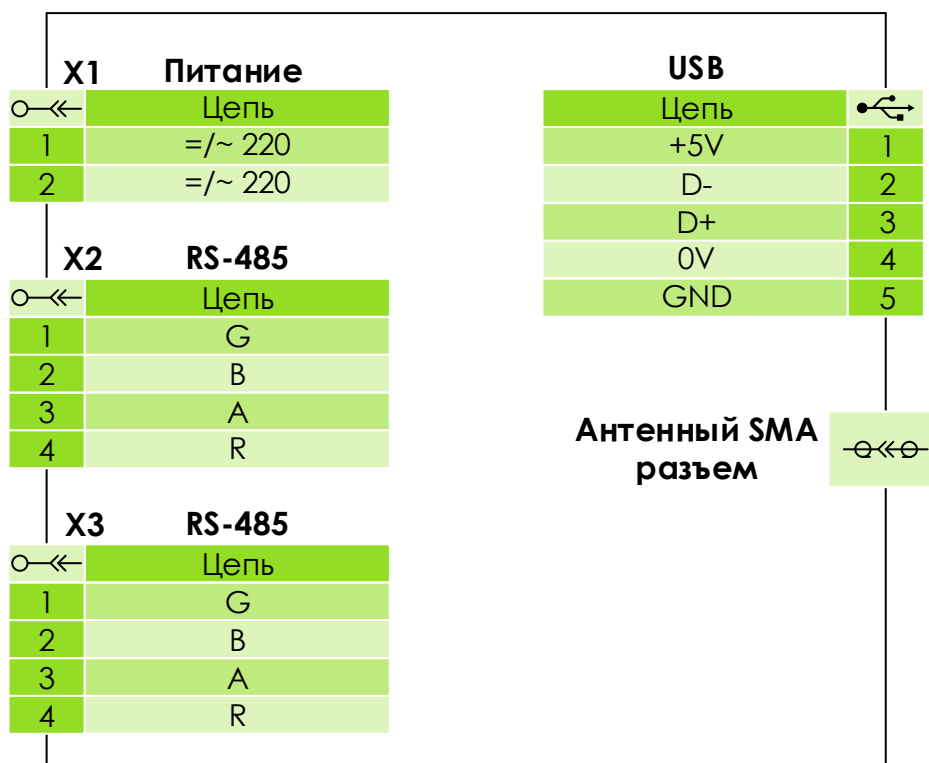 X1 Питание
Цепь
1 =/~ 220
2 =/~ 220
X2 RS-485
Цепь
1 G
2 B
3 A
4 R
X3 RS-485
Цепь
1 G
2 B
3 A
4 R
USB
Цепь
+5V 1
D- 2
D+ 3
0V 4
GND 5
Антенный SMA
разъем